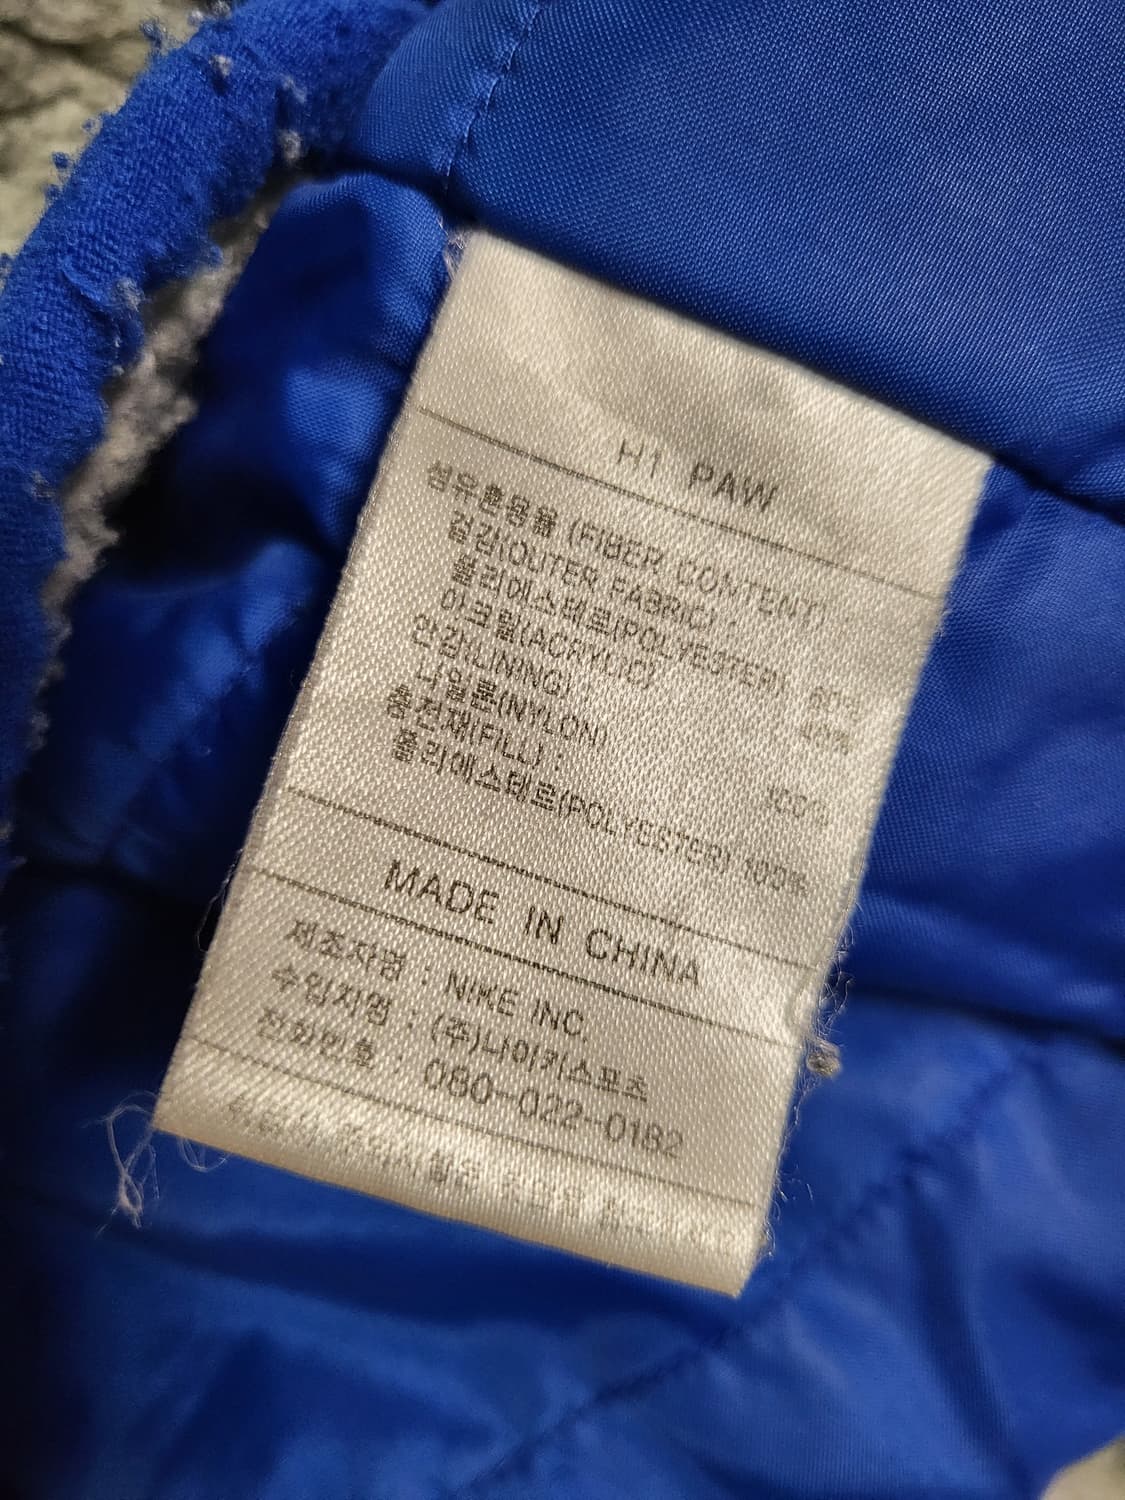 H1 PAW
섬유혼용율 (FIBER CONTENT)
겉감(OUTER FABRIC) :
폴리에스테르(POLYESTER)
아크릴(ACRYLIC)
안감(LINING) :
나일론(NYLON) 100%
충전재(FILL) :
폴리에스테르(POLYESTER) 100%
MADE IN CHINA
제조자명 : NIKE INC.
수입자명 : (주)나이키스포츠
전화번호 : 080-022-0182